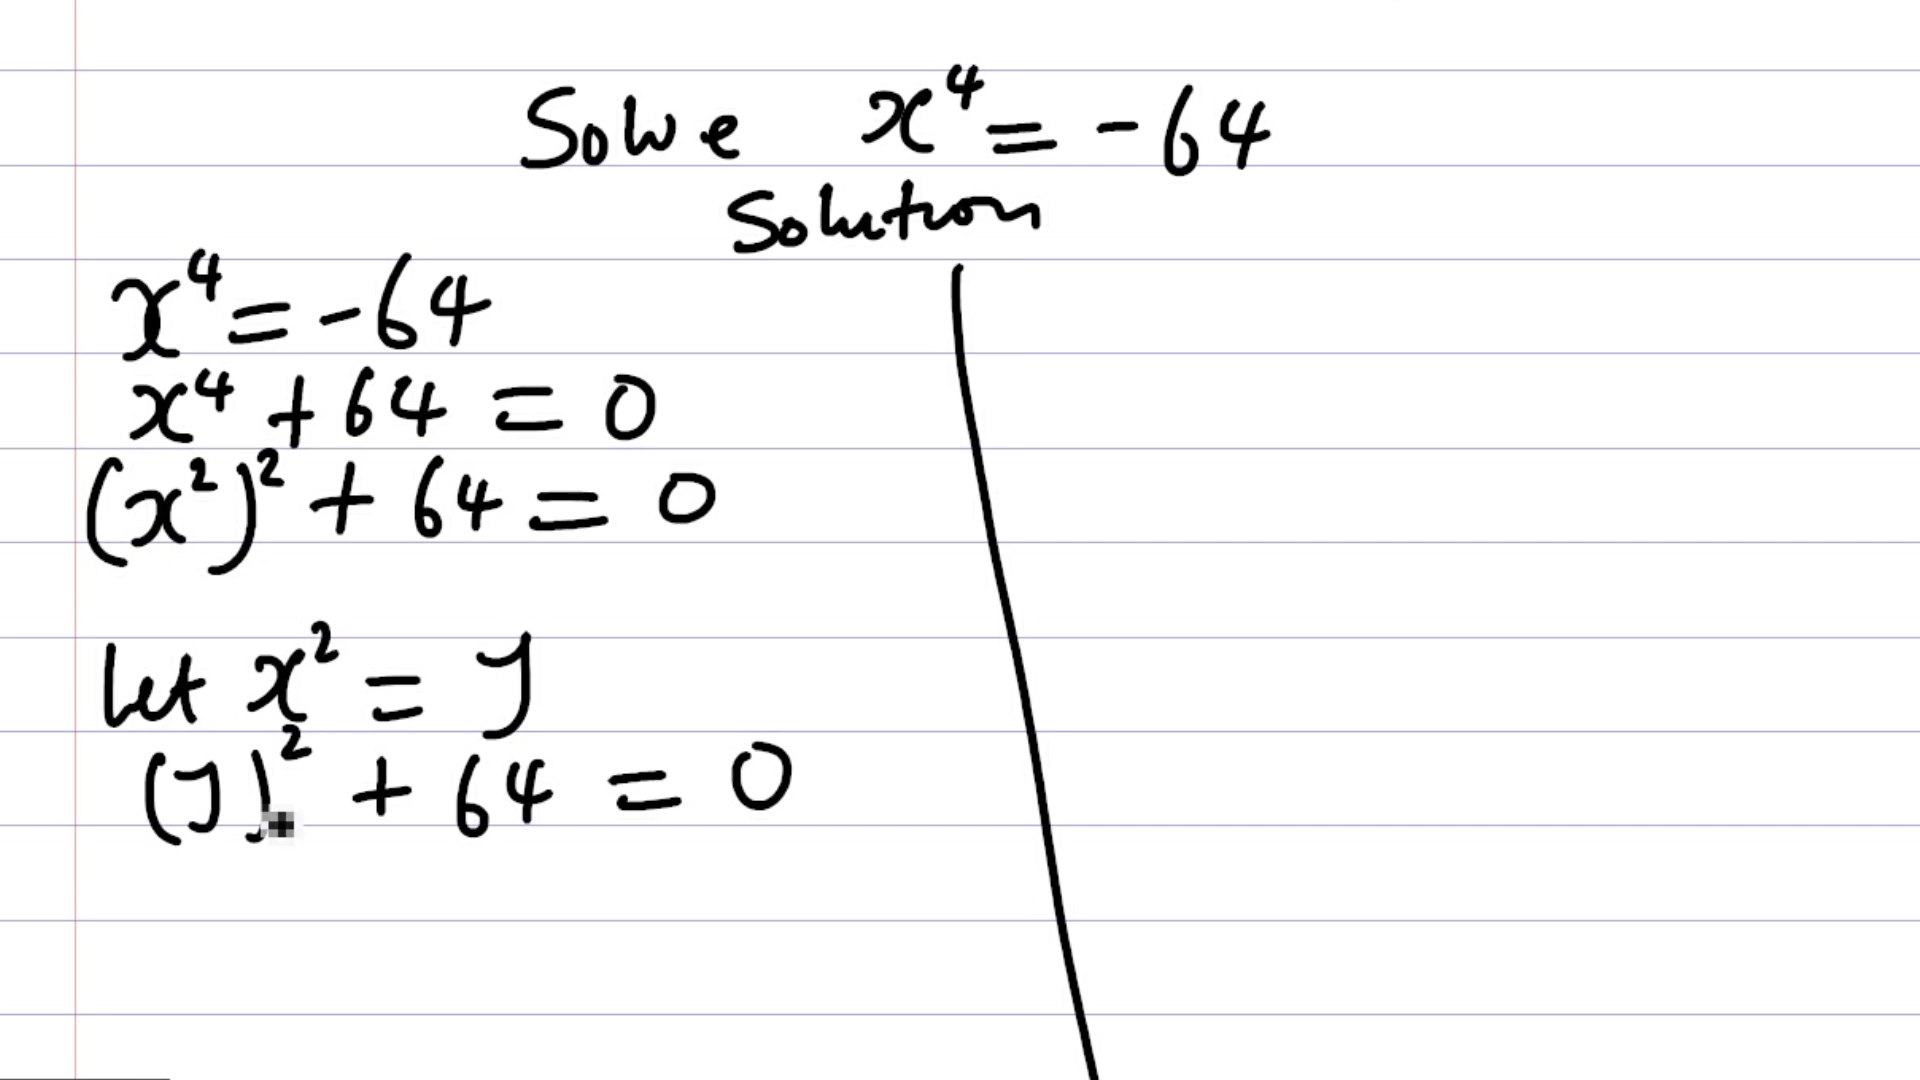 Solve x⁴ = -64
Solution
x⁴ = -64
x⁴ + 64 = 0
(x²)² + 64 = 0
Let x² = y
(y)² + 64 = 0